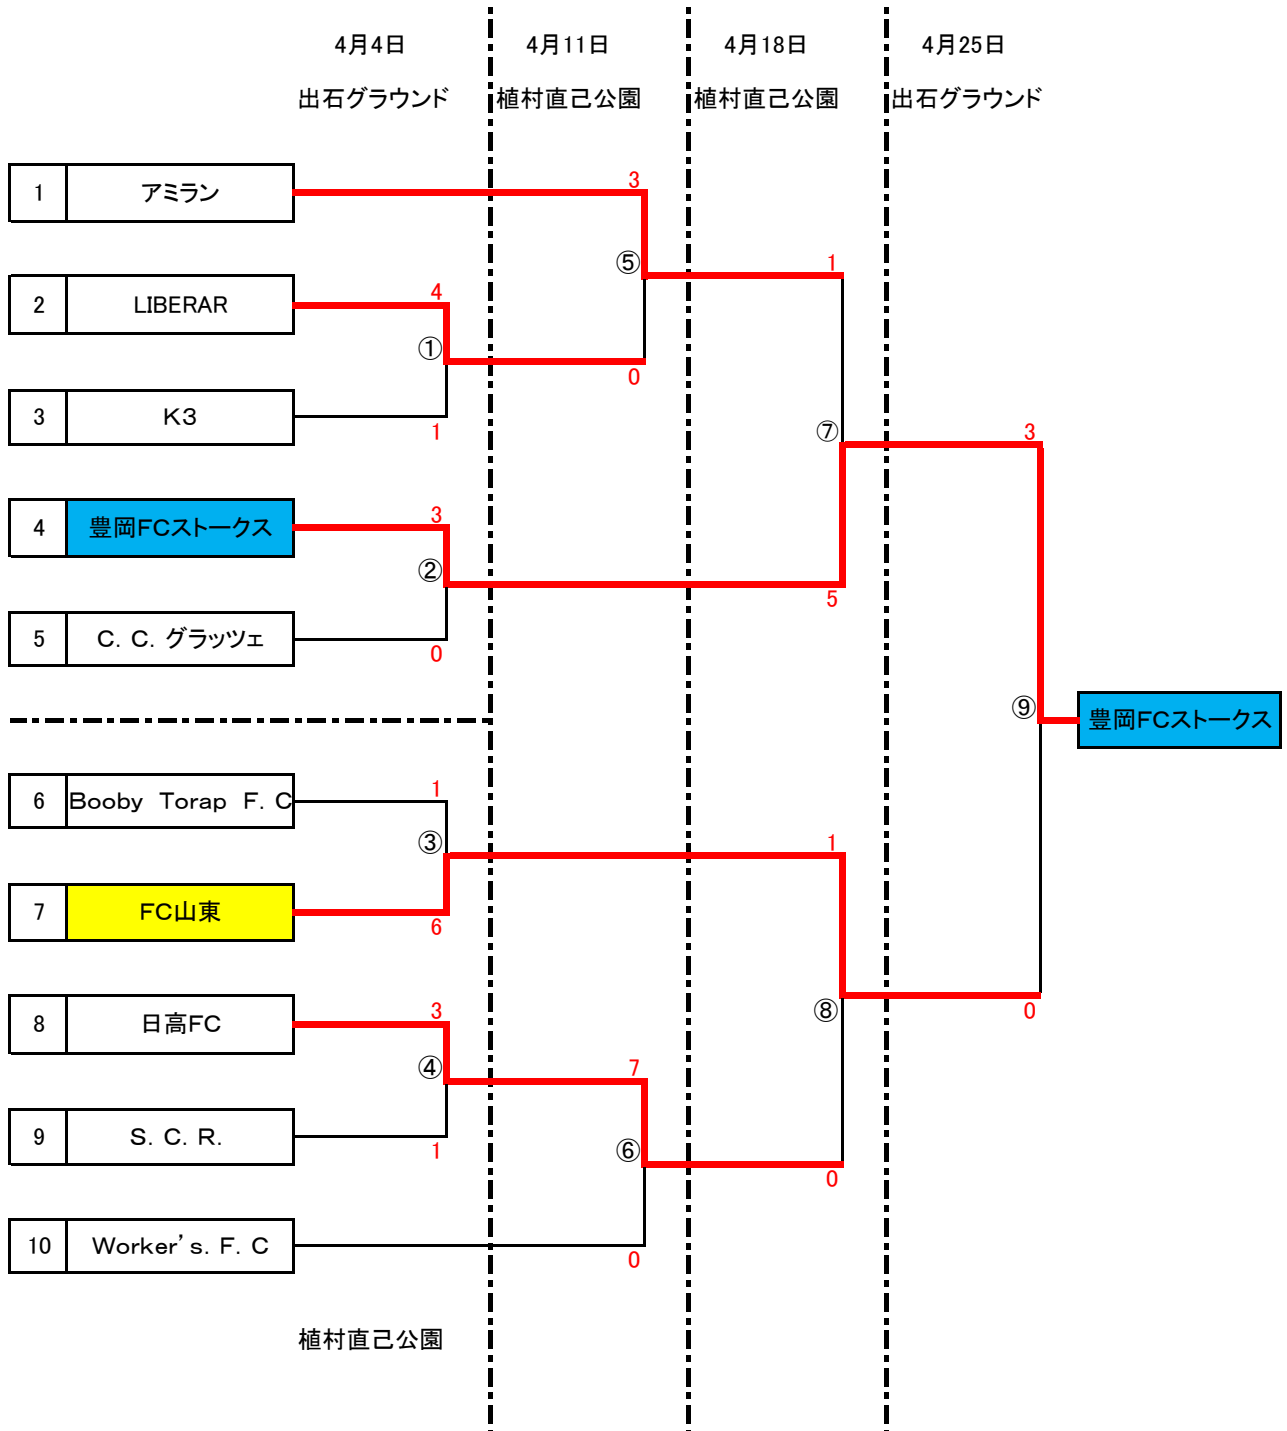 4月4日 4月11日 4月18日 4月25日
出石グラウンド 植村直己公園 植村直己公園 出石グラウンド
3
1 アミラン
⑤ 1
4
2 LIBERAR
①
0
3 K3
1 ⑦ 3
3
4 豊岡FCストークス
②
5
5 C．C．グラッツェ
0
⑨ 豊岡FCストークス
1
6 Booby Torap F．C
③ 1
7 FC山東
6
3 ⑧ 0
8 日高FC
④ 7
9 S．C．R．
1 ⑥
0
10 Worker's．F．C
0
植村直己公園